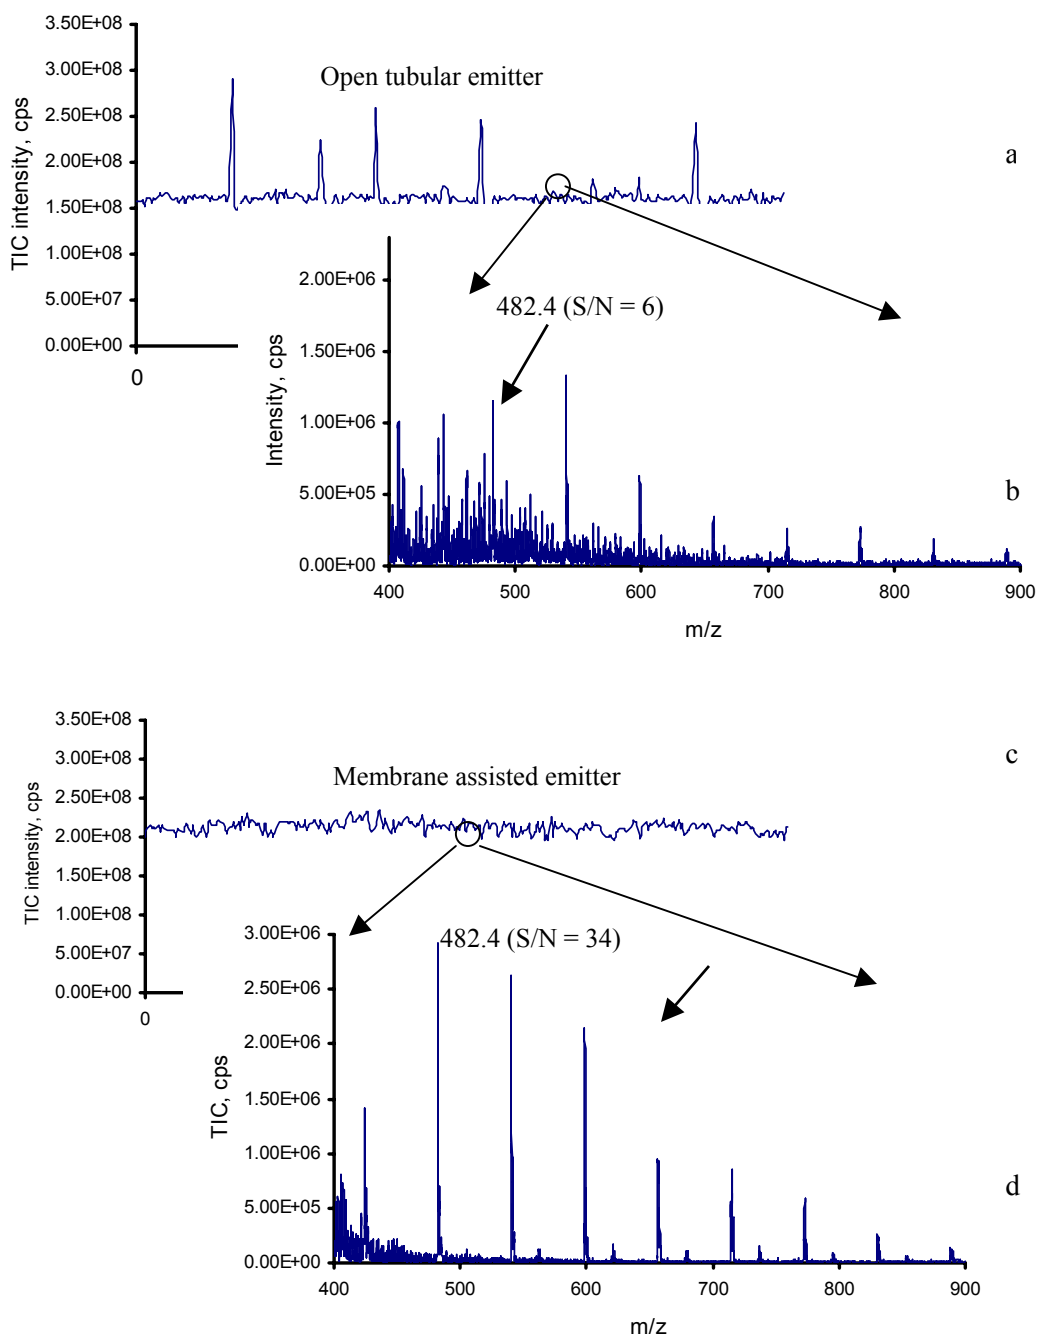 3.50E+08
3.00E+08
2.50E+08
2.00E+08
1.50E+08
1.00E+08
5.00E+07
0.00E+00
TIC intensity, cps
Open tubular emitter
a
0
2.00E+06
1.50E+06
1.00E+06
5.00E+05
0.00E+00
Intensity, cps
482.4 (S/N = 6)
b
400 500 600 700 800 900
m/z
3.50E+08
3.00E+08
2.50E+08
2.00E+08
1.50E+08
1.00E+08
5.00E+07
0.00E+00
TIC intensity, cps
Membrane assisted emitter
c
0
3.00E+06
2.50E+06
2.00E+06
1.50E+06
1.00E+06
5.00E+05
0.00E+00
TIC, cps
482.4 (S/N = 34)
d
400 500 600 700 800 900
m/z